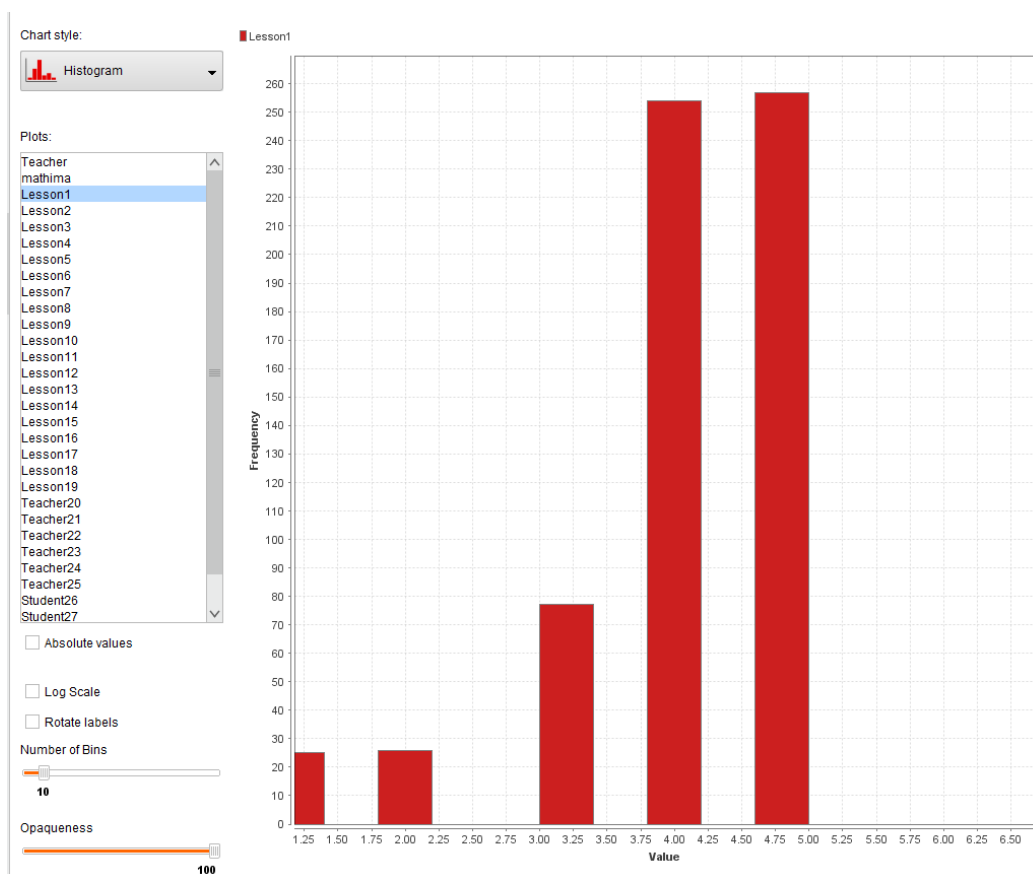 Chart style:
Histogram
Plots:
Teacher
mathima
Lesson1
Lesson2
Lesson3
Lesson4
Lesson5
Lesson6
Lesson7
Lesson8
Lesson9
Lesson10
Lesson11
Lesson12
Lesson13
Lesson14
Lesson15
Lesson16
Lesson17
Lesson18
Lesson19
Teacher20
Teacher21
Teacher22
Teacher23
Teacher24
Teacher25
Student26
Student27
Absolute values
Log Scale
Rotate labels
Number of Bins
10
Opaqueness
100
Lesson1
260
250
240
230
220
210
200
190
180
170
160
150
140
130
120
110
100
90
80
70
60
50
40
30
20
10
0
Frequency
1.25 1.50 1.75 2.00 2.25 2.50 2.75 3.00 3.25 3.50 3.75 4.00 4.25 4.50 4.75 5.00 5.25 5.50 5.75 6.00 6.25 6.50
Value